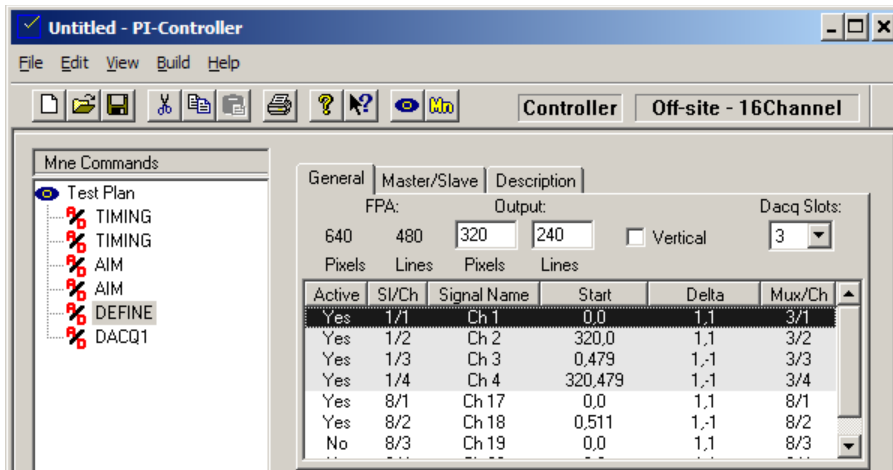 Untitled - PI-Controller
File Edit View Build Help
Controller Off-site - 16Channel
Mne Commands
Test Plan
TIMING
TIMING
AIM
AIM
DEFINE
DACQ1
General Master/Slave Description
FPA: Output: Dacq Slots:
640 480 320 240 Vertical 3
Pixels Lines Pixels Lines
Active Sl/Ch Signal Name Start Delta Mux/Ch
Yes 1/1 Ch 1 0,0 1,1 3/1
Yes 1/2 Ch 2 320,0 1,1 3/2
Yes 1/3 Ch 3 0,479 1,-1 3/3
Yes 1/4 Ch 4 320,479 1,-1 3/4
Yes 8/1 Ch 17 0,0 1,1 8/1
Yes 8/2 Ch 18 0,511 1,-1 8/2
No 8/3 Ch 19 0,0 1,1 8/3